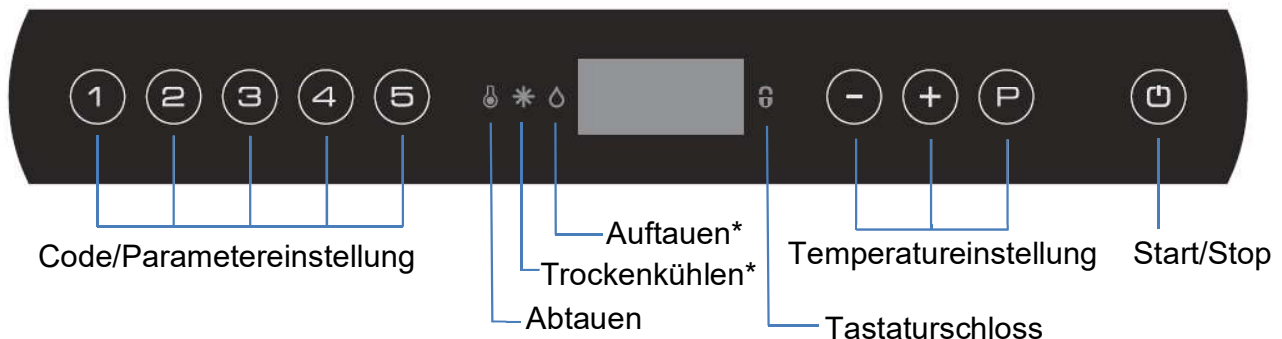 1 2 3 4 5 - + P
Auftauen*
Code/Parametereinstellung
Temperatureinstellung
Start/Stop
Trockenkühlen*
Abtauen
Tastaturschloss